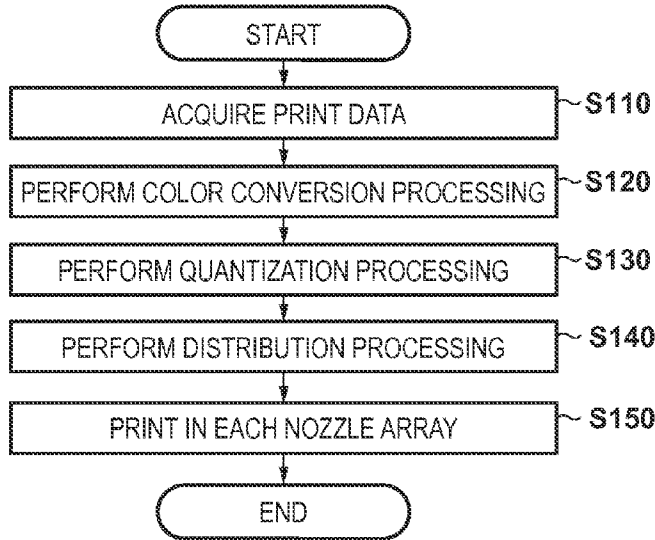 START
ACQUIRE PRINT DATA
S110
PERFORM COLOR CONVERSION PROCESSING
S120
PERFORM QUANTIZATION PROCESSING
S130
PERFORM DISTRIBUTION PROCESSING
S140
PRINT IN EACH NOZZLE ARRAY
S150
END